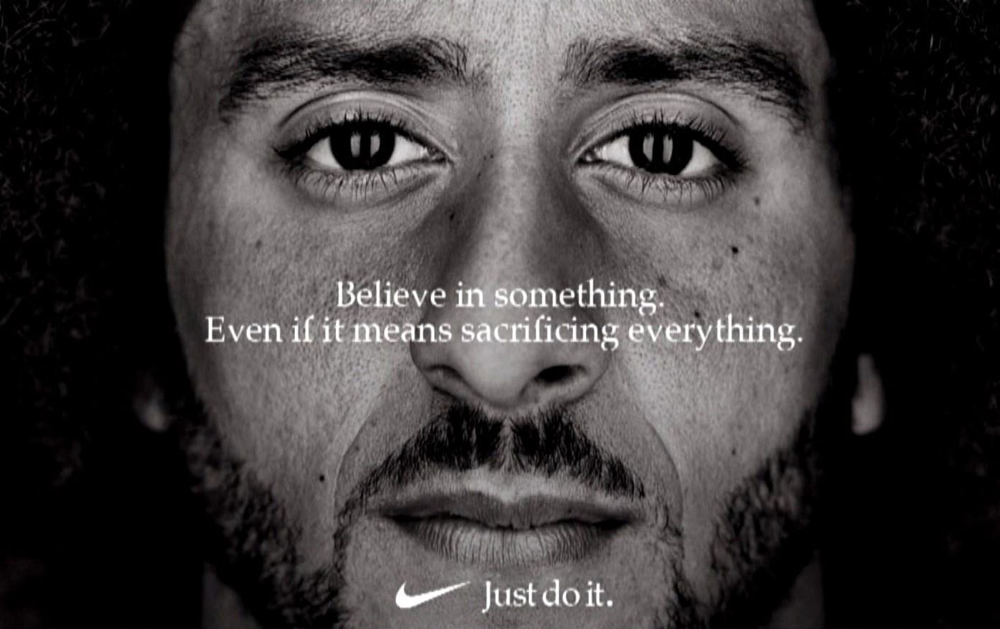 Believe in something.
Even if it means sacrificing everything.
Just do it.